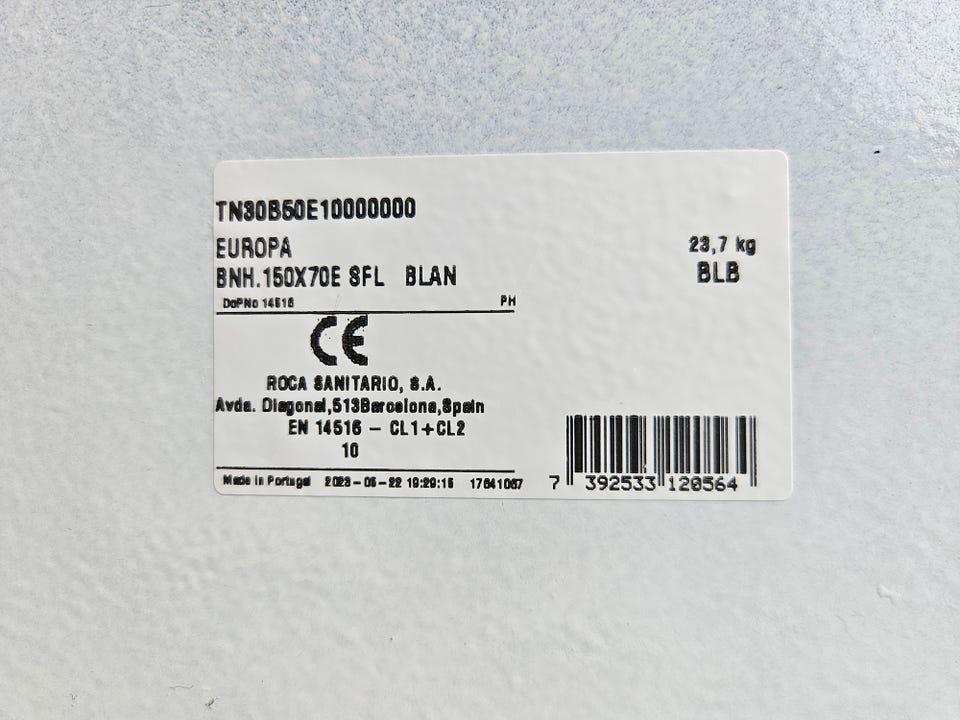 TN30B50E10000000
EUROPA
23,7 kg
BNH.150X70E SFL BLAN
BLB
DoPNo 14516
PH
CE
ROCA SANITARIO, S.A.
Avda. Diagonal,513Barcelona,Spain
EN 14516 – CL1+CL2
10
Made in Portugal 2023-05-22 19:29:15 17641067
7 392533 120564